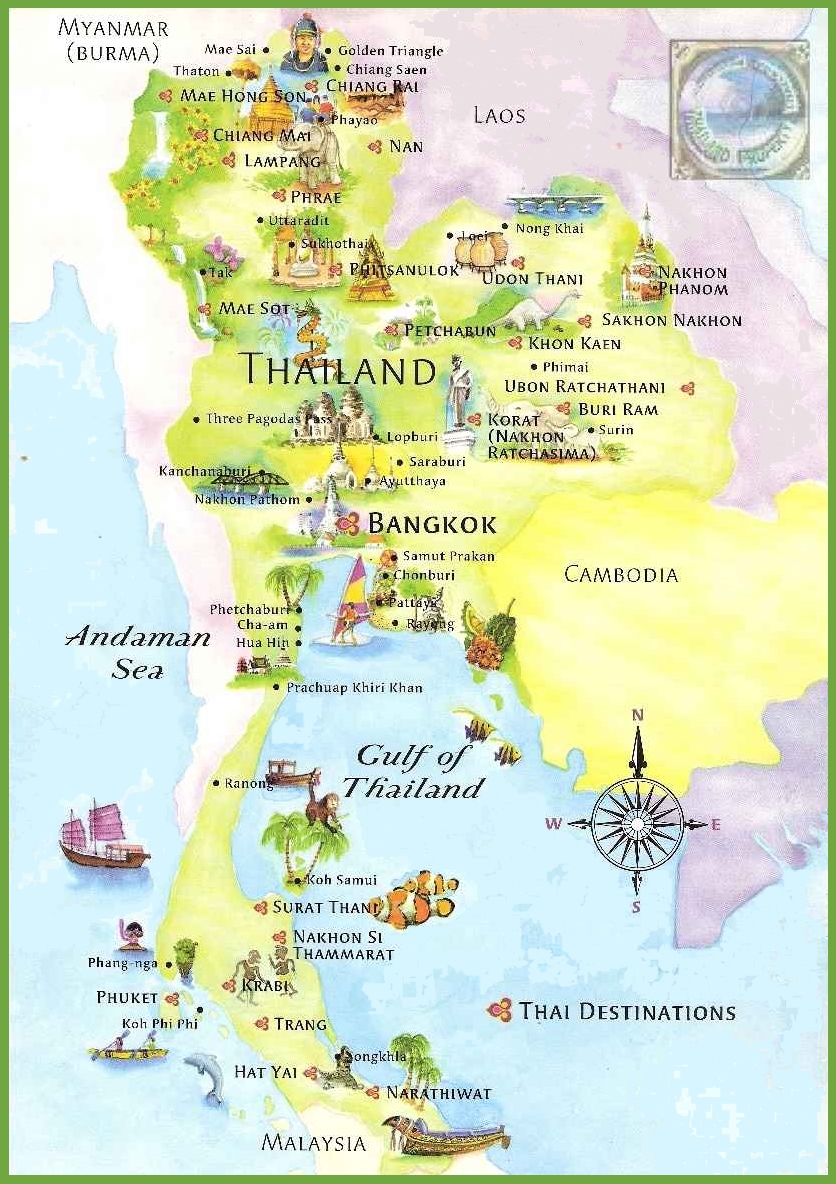 MYANMAR
(BURMA)
Mae Sai
Golden Triangle
Thaton
Chiang Saen
MAE HONG SON
CHIANG RAI
Phayao
LAOS
CHIANG MAI
NAN
LAMPANG
PHRAE
Uttaradit
Loei
Nong Khai
Sukhothai
Tak
PHITSANULOK
UDON THANI
NAKHON
PHANOM
MAE SOT
PETCHABUN
SAKHON NAKHON
KHON KAEN
THAILAND
Phimai
UBON RATCHATHANI
BURI RAM
Three Pagodas Pass
KORAT
(NAKHON
RATCHASIMA)
Surin
Lopburi
Saraburi
Kanchanaburi
Ayutthaya
Nakhon Pathom
BANGKOK
Samut Prakan
Chonburi
CAMBODIA
Phetchaburi
Pattaya
Cha-am
Rayong
Hua Hin
Andaman
Sea
Prachuap Khiri Khan
N
Gulf of
Thailand
Ranong
W
E
Koh Samui
S
SURAT THANI
NAKHON SI
THAMMARAT
Phang-nga
KRABI
PHUKET
THAI DESTINATIONS
Koh Phi Phi
TRANG
Songkhla
HAT YAI
NARATHIWAT
MALAYSIA